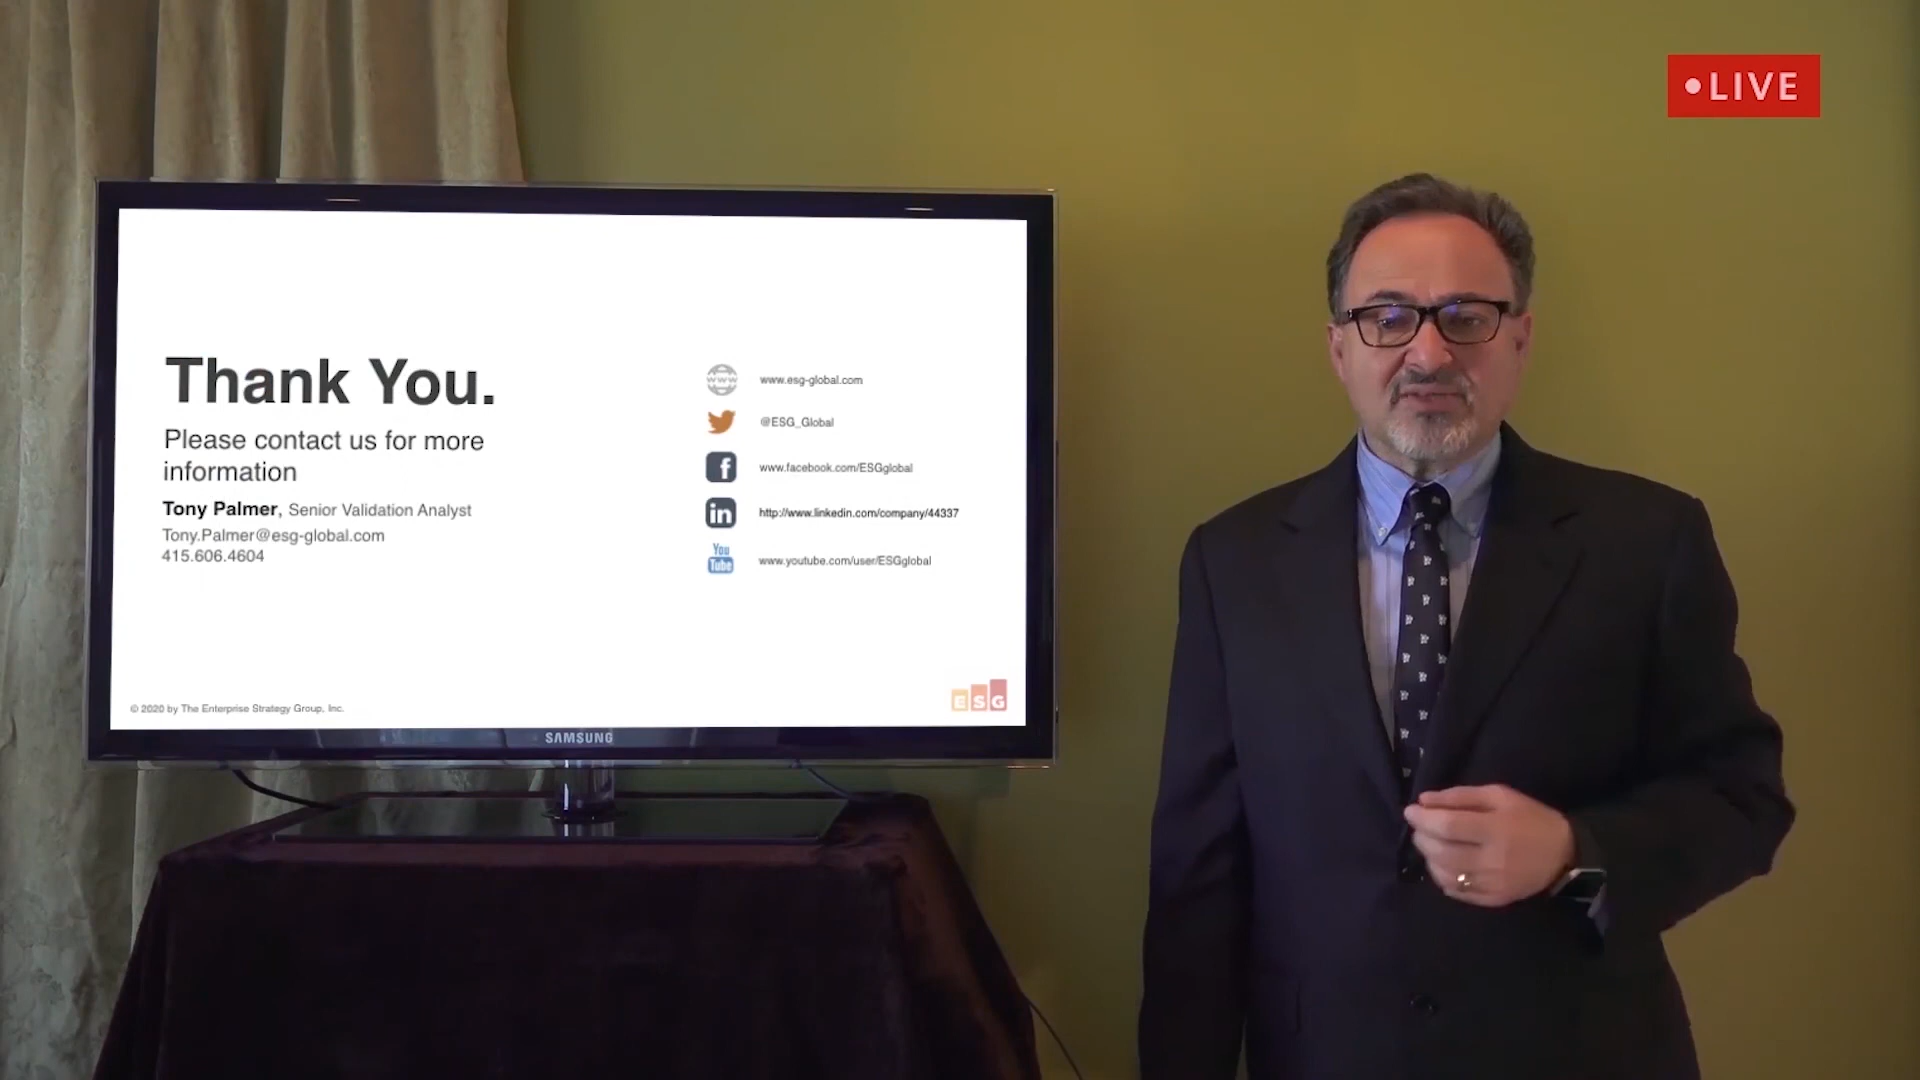 LIVE
Thank You.
Please contact us for more
information
Tony Palmer, Senior Validation Analyst
Tony.Palmer@esg-global.com
415.606.4604
www
www.esg-global.com
@ESG_Global
f
www.facebook.com/ESGglobal
in
http://www.linkedin.com/company/44337
You
Tube
www.youtube.com/user/ESGglobal
© 2020 by The Enterprise Strategy Group, Inc.
ESG
SAMSUNG